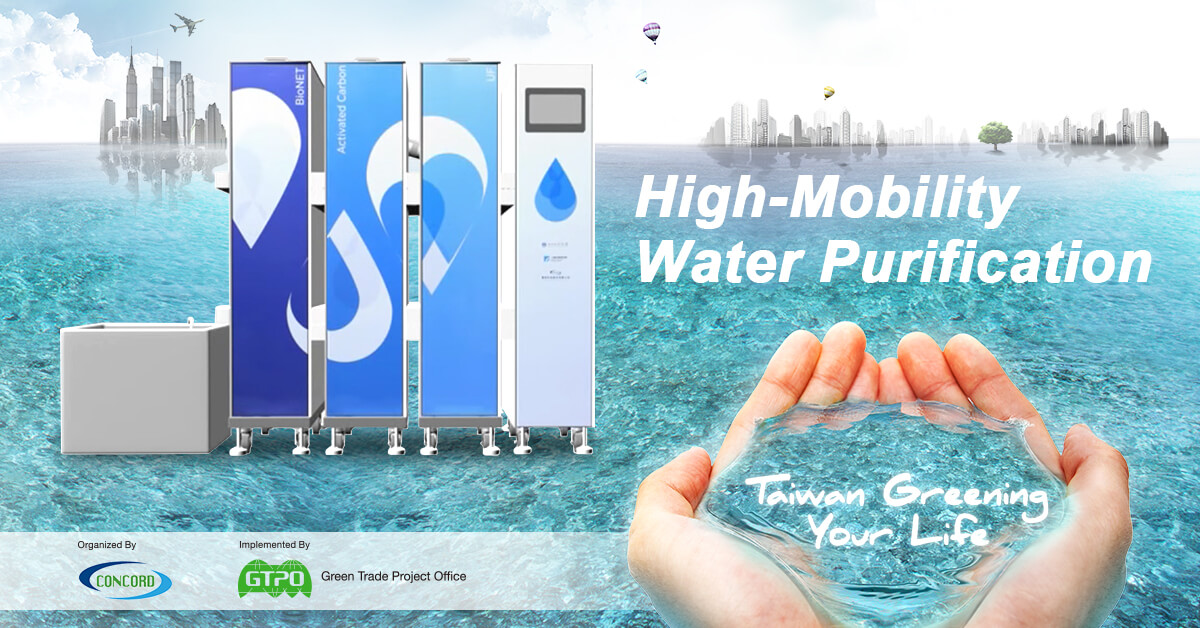 BioNET
Activated Carbon
UF
High-Mobility
Water Purification
Taiwan Greening
Your Life
Organized By
CONCORD
Implemented By
GTPO
Green Trade Project Office